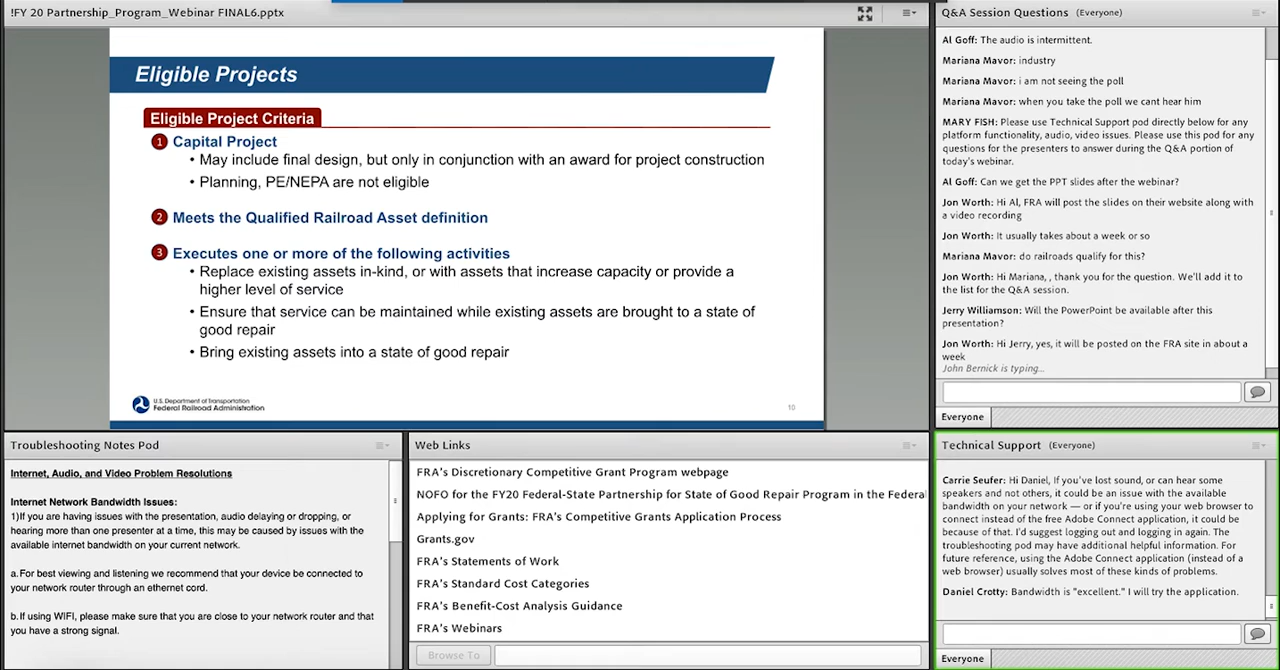 !FY 20 Partnership_Program_Webinar FINAL6.pptx
Eligible Projects
Eligible Project Criteria
1 Capital Project
• May include final design, but only in conjunction with an award for project construction
• Planning, PE/NEPA are not eligible
2 Meets the Qualified Railroad Asset definition
3 Executes one or more of the following activities
• Replace existing assets in-kind, or with assets that increase capacity or provide a
higher level of service
• Ensure that service can be maintained while existing assets are brought to a state of
good repair
• Bring existing assets into a state of good repair
U.S. Department of Transportation
Federal Railroad Administration
10
Q&A Session Questions (Everyone)
Al Goff: The audio is intermittent.
Mariana Mavor: industry
Mariana Mavor: i am not seeing the poll
Mariana Mavor: when you take the poll we cant hear him
MARY FISH: Please use Technical Support pod directly below for any
platform functionality, audio, video issues. Please use this pod for any
questions for the presenters to answer during the Q&A portion of
today's webinar.
Al Goff: Can we get the PPT slides after the webinar?
Jon Worth: Hi Al, FRA will post the slides on their website along with
a video recording
Jon Worth: It usually takes about a week or so
Mariana Mavor: do railroads qualify for this?
Jon Worth: Hi Mariana, , thank you for the question. We'll add it to
the list for the Q&A session.
Jerry Williamson: Will the PowerPoint be available after this
presentation?
Jon Worth: Hi Jerry, yes, it will be posted on the FRA site in about a
week
John Bernick is typing...
Everyone
Troubleshooting Notes Pod
Internet, Audio, and Video Problem Resolutions
Internet Network Bandwidth Issues:
1)If you are having issues with the presentation, audio delaying or dropping, or
hearing more than one presenter at a time, this may be caused by issues with the
available internet bandwidth on your current network.
a.For best viewing and listening we recommend that your device be connected to
your network router through an ethernet cord.
b.If using WIFI, please make sure that you are close to your network router and that
you have a strong signal.
Web Links
FRA's Discretionary Competitive Grant Program webpage
NOFO for the FY20 Federal-State Partnership for State of Good Repair Program in the Federal
Applying for Grants: FRA's Competitive Grants Application Process
Grants.gov
FRA's Statements of Work
FRA's Standard Cost Categories
FRA's Benefit-Cost Analysis Guidance
FRA's Webinars
Browse To
Technical Support (Everyone)
Carrie Seufer: Hi Daniel, If you've lost sound, or can hear some
speakers and not others, it could be an issue with the available
bandwidth on your network — or if you're using your web browser to
connect instead of the free Adobe Connect application, it could be
because of that. I'd suggest logging out and logging in again. The
troubleshooting pod may have additional helpful information. For
future reference, using the Adobe Connect application (instead of a
web browser) usually solves most of these kinds of problems.
Daniel Crotty: Bandwidth is "excellent." I will try the application.
Everyone